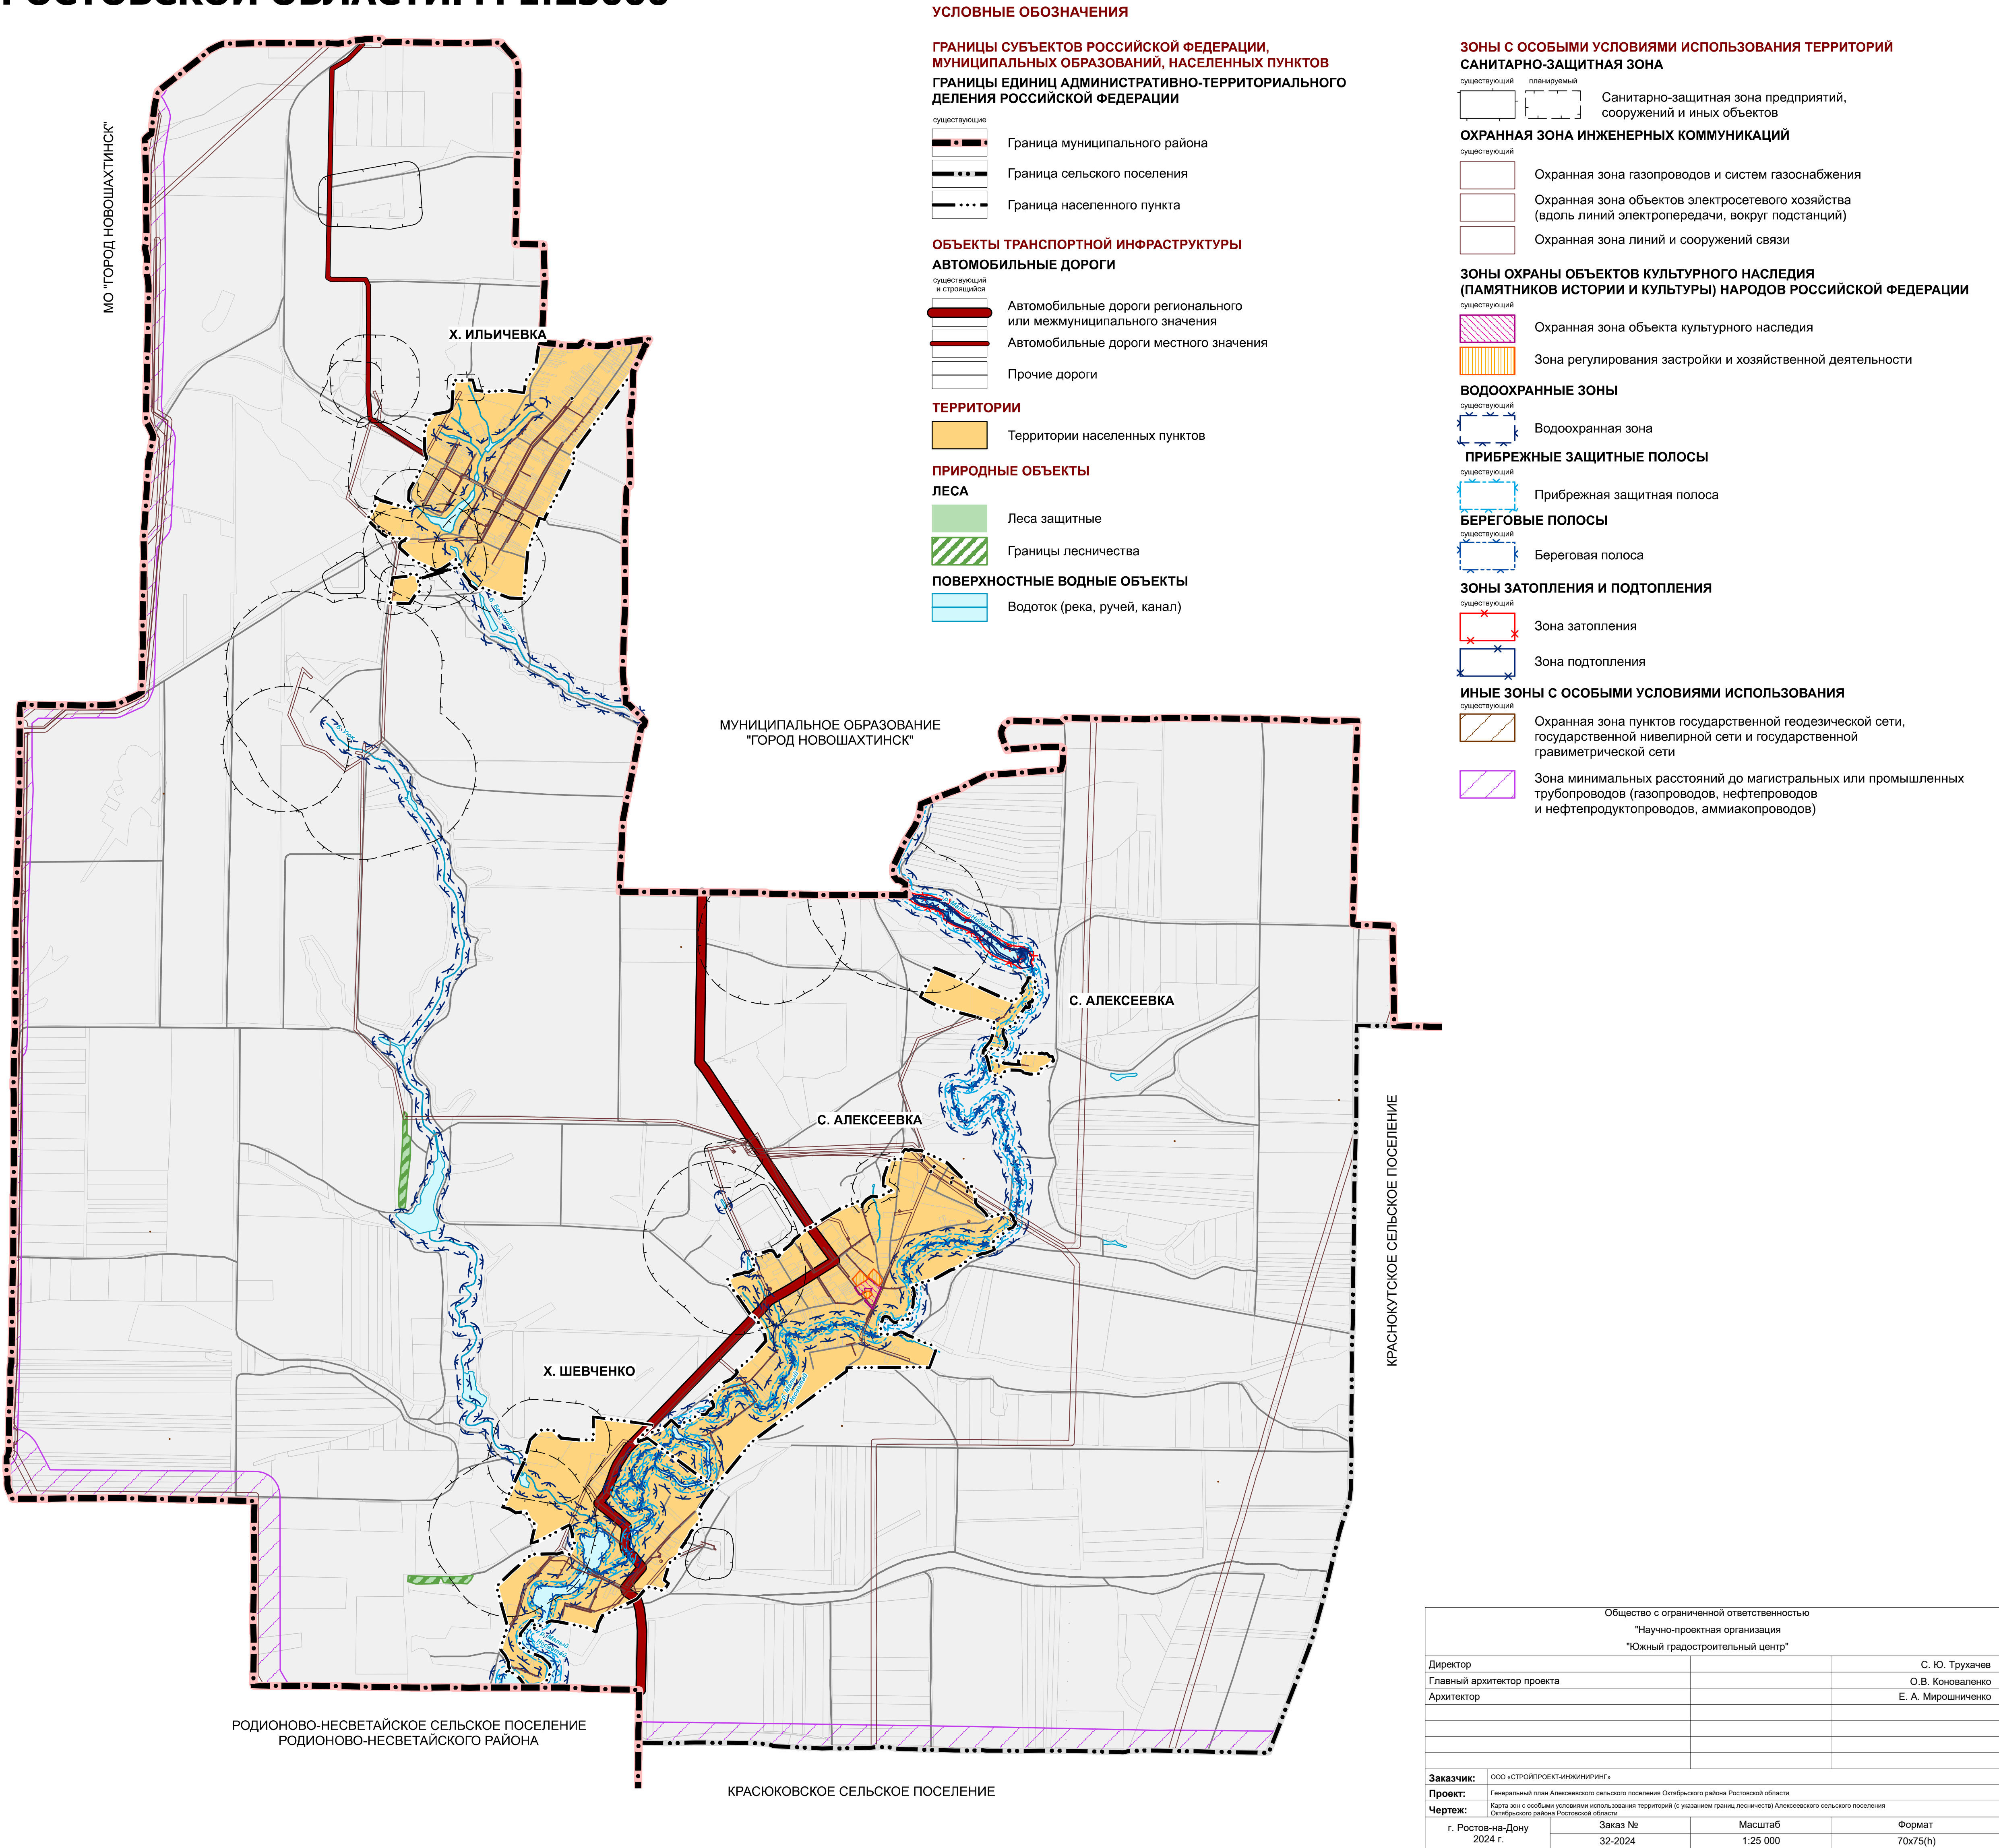 УСЛОВНЫЕ ОБОЗНАЧЕНИЯ
ГРАНИЦЫ СУБЪЕКТОВ РОССИЙСКОЙ ФЕДЕРАЦИИ,
МУНИЦИПАЛЬНЫХ ОБРАЗОВАНИЙ, НАСЕЛЕННЫХ ПУНКТОВ
ГРАНИЦЫ ЕДИНИЦ АДМИНИСТРАТИВНО-ТЕРРИТОРИАЛЬНОГО
ДЕЛЕНИЯ РОССИЙСКОЙ ФЕДЕРАЦИИ
существующие
Граница муниципального района
Граница сельского поселения
Граница населенного пункта
ОБЪЕКТЫ ТРАНСПОРТНОЙ ИНФРАСТРУКТУРЫ
АВТОМОБИЛЬНЫЕ ДОРОГИ
существующий
и строящийся
Автомобильные дороги регионального
или межмуниципального значения
Автомобильные дороги местного значения
Прочие дороги
ТЕРРИТОРИИ
Территории населенных пунктов
ПРИРОДНЫЕ ОБЪЕКТЫ
ЛЕСА
Леса защитные
Границы лесничества
ПОВЕРХНОСТНЫЕ ВОДНЫЕ ОБЪЕКТЫ
Водоток (река, ручей, канал)
ЗОНЫ С ОСОБЫМИ УСЛОВИЯМИ ИСПОЛЬЗОВАНИЯ ТЕРРИТОРИЙ
САНИТАРНО-ЗАЩИТНАЯ ЗОНА
существующий планируемый
Санитарно-защитная зона предприятий,
сооружений и иных объектов
ОХРАННАЯ ЗОНА ИНЖЕНЕРНЫХ КОММУНИКАЦИЙ
существующий
Охранная зона газопроводов и систем газоснабжения
Охранная зона объектов электросетевого хозяйства
(вдоль линий электропередачи, вокруг подстанций)
Охранная зона линий и сооружений связи
ЗОНЫ ОХРАНЫ ОБЪЕКТОВ КУЛЬТУРНОГО НАСЛЕДИЯ
(ПАМЯТНИКОВ ИСТОРИИ И КУЛЬТУРЫ) НАРОДОВ РОССИЙСКОЙ ФЕДЕРАЦИИ
существующий
Охранная зона объекта культурного наследия
Зона регулирования застройки и хозяйственной деятельности
ВОДООХРАННЫЕ ЗОНЫ
существующий
Водоохранная зона
ПРИБРЕЖНЫЕ ЗАЩИТНЫЕ ПОЛОСЫ
существующий
Прибрежная защитная полоса
БЕРЕГОВЫЕ ПОЛОСЫ
существующий
Береговая полоса
ЗОНЫ ЗАТОПЛЕНИЯ И ПОДТОПЛЕНИЯ
существующий
Зона затопления
Зона подтопления
ИНЫЕ ЗОНЫ С ОСОБЫМИ УСЛОВИЯМИ ИСПОЛЬЗОВАНИЯ
существующий
Охранная зона пунктов государственной геодезической сети,
государственной нивелирной сети и государственной
гравиметрической сети
Зона минимальных расстояний до магистральных или промышленных
трубопроводов (газопроводов, нефтепроводов
и нефтепродуктопроводов, аммиакопроводов)
МО "ГОРОД НОВОШАХТИНСК"
Х. ИЛЬИЧЕВКА
МУНИЦИПАЛЬНОЕ ОБРАЗОВАНИЕ
"ГОРОД НОВОШАХТИНСК"
С. АЛЕКСЕЕВКА
С. АЛЕКСЕЕВКА
КРАСНОКУТСКОЕ СЕЛЬСКОЕ ПОСЕЛЕНИЕ
Х. ШЕВЧЕНКО
р. Малый
Несветай
РОДИОНОВО-НЕСВЕТАЙСКОЕ СЕЛЬСКОЕ ПОСЕЛЕНИЕ
РОДИОНОВО-НЕСВЕТАЙСКОГО РАЙОНА
КРАСЮКОВСКОЕ СЕЛЬСКОЕ ПОСЕЛЕНИЕ
Общество с ограниченной ответственностью
"Научно-проектная организация
"Южный градостроительный центр"
Директор С. Ю. Трухачев
Главный архитектор проекта О.В. Коноваленко
Архитектор Е. А. Мирошниченко
Заказчик: ООО «СТРОЙПРОЕКТ-ИНЖИНИРИНГ»
Проект: Генеральный план Алексеевского сельского поселения Октябрьского района Ростовской области
Чертеж: Карта зон с особыми условиями использования территорий (с указанием границ лесничеств) Алексеевского сельского поселения
Октябрьского района Ростовской области
г. Ростов-на-Дону
2024 г.
Заказ № Масштаб Формат
32-2024 1:25 000 70x75(h)